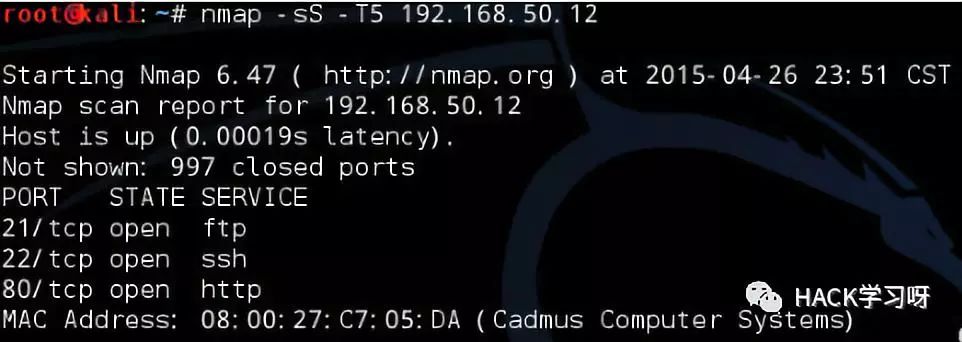 root@kali:~# nmap -sS -T5 192.168.50.12
Starting Nmap 6.47 ( http://nmap.org ) at 2015-04-26 23:51 CST
Nmap scan report for 192.168.50.12
Host is up (0.00019s latency).
Not shown: 997 closed ports
PORT   STATE SERVICE
21/tcp open  ftp
22/tcp open  ssh
80/tcp open  http
MAC Address: 08:00:27:C7:05:DA (Cadmus Computer Systems)
HACK学习呀